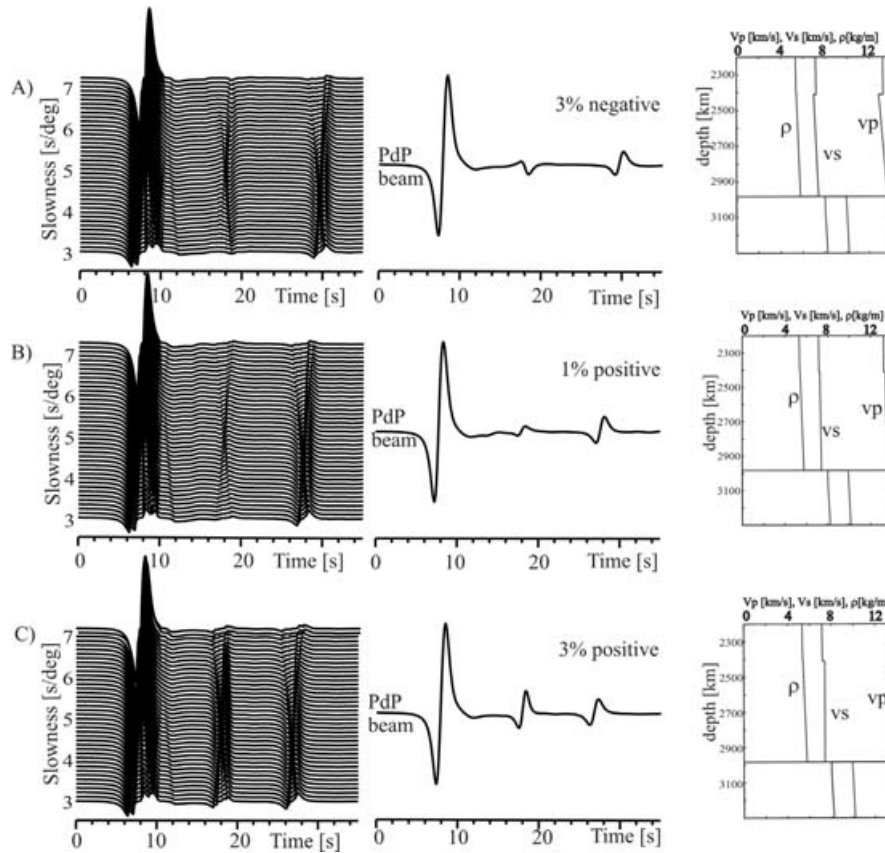 A)
Slowness [s/deg]
7
6
5
4
3
0 10 20 Time [s]
PdP
beam
3% negative
0 10 20 Time [s]
Vp [km/s], Vs [km/s], ρ[kg/m]
0 4 8 12
depth [km]
2300
2500
2700
2900
3100
ρ
vs
vp
B)
Slowness [s/deg]
7
6
5
4
3
0 10 20 Time [s]
PdP
beam
1% positive
0 10 20 Time [s]
Vp [km/s], Vs [km/s], ρ[kg/m
0 4 8 12
depth [km]
2300
2500
2700
2900
3100
ρ
vs
vp
C)
Slowness [s/deg]
7
6
5
4
3
0 10 20 Time [s]
PdP
beam
3% positive
0 10 20 Time [s]
Vp [km/s], Vs [km/s], ρ[kg/m
0 4 8 12
depth [km]
2300
2500
2700
2900
3100
ρ
vs
vp